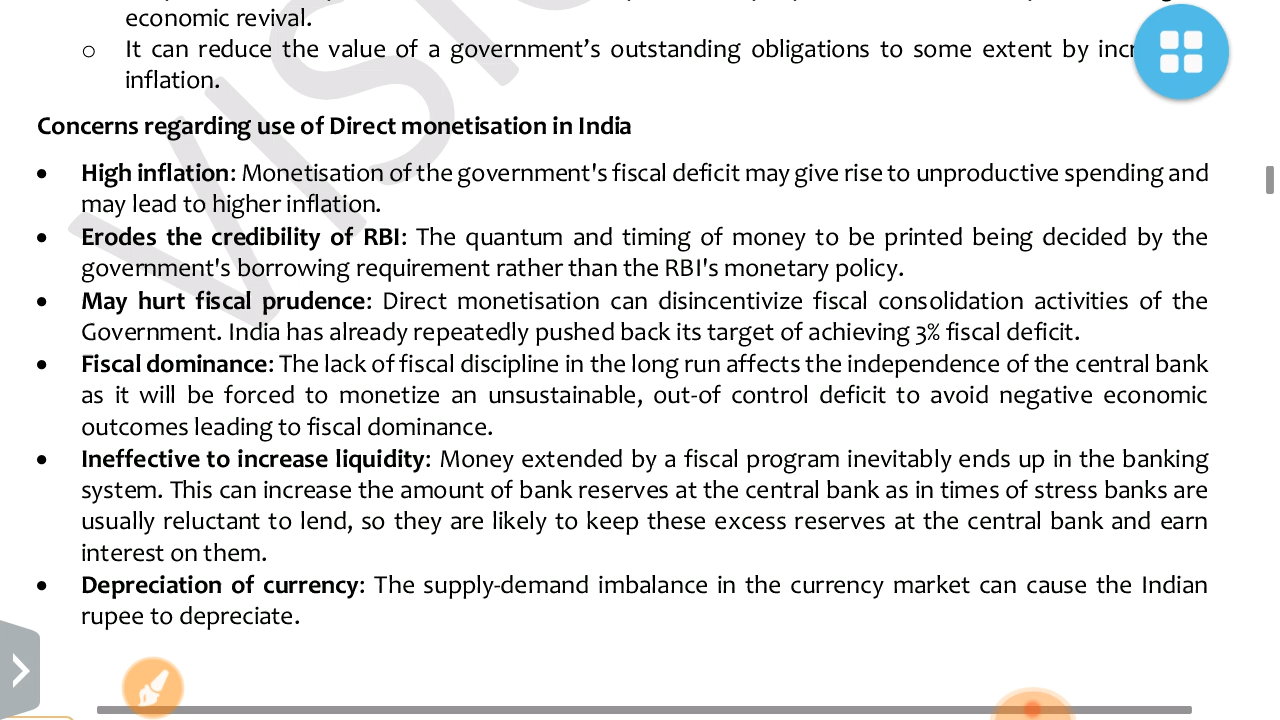 economic revival.
o It can reduce the value of a government's outstanding obligations to some extent by
inflation.
Concerns regarding use of Direct monetisation in India
• High inflation: Monetisation of the government's fiscal deficit may give rise to unproductive spending and
may lead to higher inflation.
• Erodes the credibility of RBI: The quantum and timing of money to be printed being decided by the
government's borrowing requirement rather than the RBI's monetary policy.
• May hurt fiscal prudence: Direct monetisation can disincentivize fiscal consolidation activities of the
Government. India has already repeatedly pushed back its target of achieving 3% fiscal deficit.
• Fiscal dominance: The lack of fiscal discipline in the long run affects the independence of the central bank
as it will be forced to monetize an unsustainable, out-of control deficit to avoid negative economic
outcomes leading to fiscal dominance.
• Ineffective to increase liquidity: Money extended by a fiscal program inevitably ends up in the banking
system. This can increase the amount of bank reserves at the central bank as in times of stress banks are
usually reluctant to lend, so they are likely to keep these excess reserves at the central bank and earn
interest on them.
• Depreciation of currency: The supply-demand imbalance in the currency market can cause the Indian
rupee to depreciate.